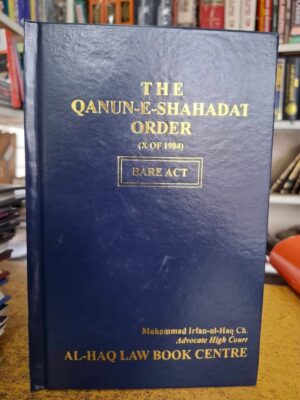 THE
QANUN-E-SHAHADAT
ORDER
(X OF 1984)
BARE ACT
Muhammad Irfan-ul-Haq Ch.
Advocate High Court
AL-HAQ LAW BOOK CENTRE